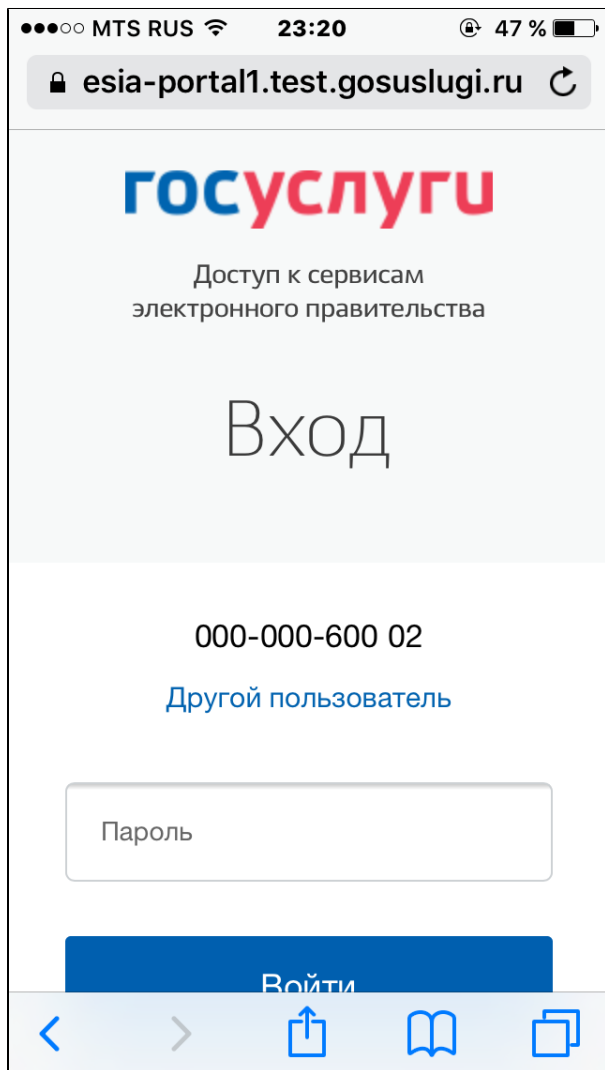 MTS RUS 23:20 47 %
esia-portal1.test.gosuslugi.ru
госуслуги
Доступ к сервисам
электронного правительства
Вход
000-000-600 02
Другой пользователь
Пароль
Войти